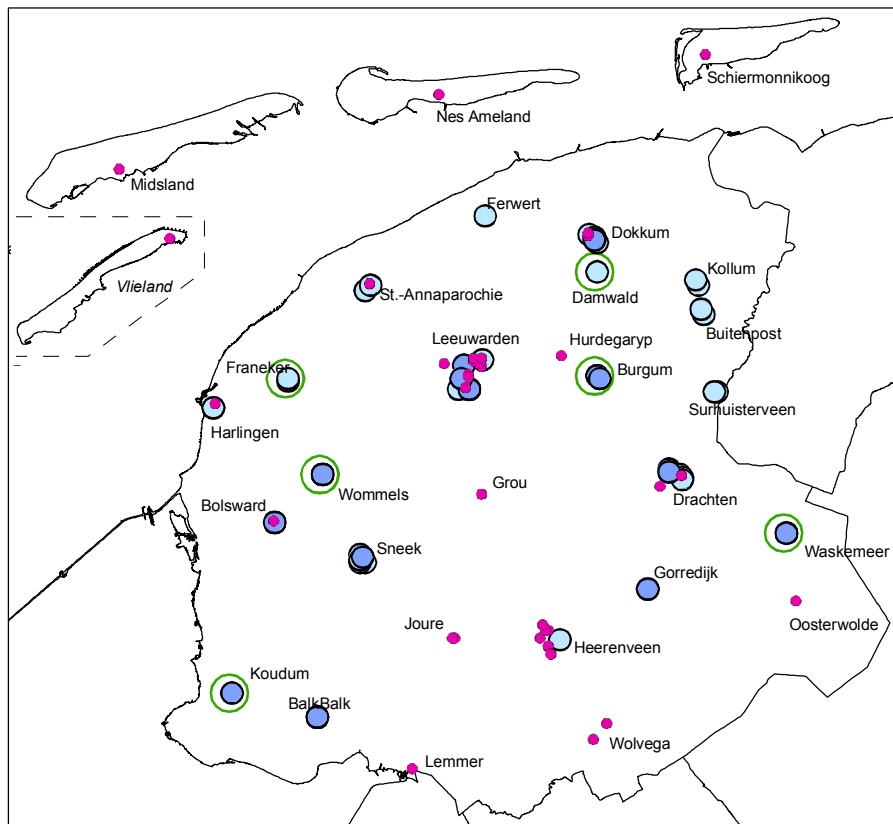 Schiermonnikoog
Nes Ameland
Midsland
Ferwert
Dokkum
Vlieland
Kollum
St.-Annaparochie
Damwald
Buitenpost
Leeuwarden
Hurdegaryp
Franeker
Burgum
Surhuisterveen
Harlingen
Grou
Wommels
Drachten
Bolsward
Waskemeer
Sneek
Gorredijk
Oosterwolde
Joure
Heerenveen
Koudum
BalkBalk
Wolvega
Lemmer